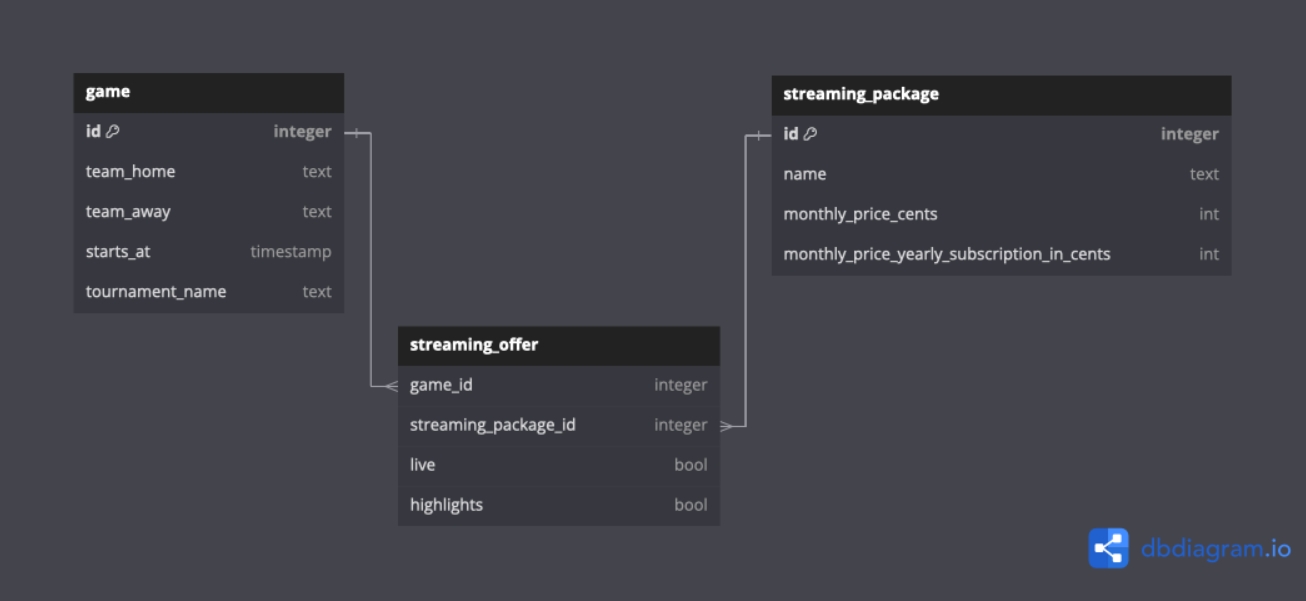 game
id integer
team_home text
team_away text
starts_at timestamp
tournament_name text
streaming_package
id integer
name text
monthly_price_cents int
monthly_price_yearly_subscription_in_cents int
streaming_offer
game_id integer
streaming_package_id integer
live bool
highlights bool
dbdiagram.io